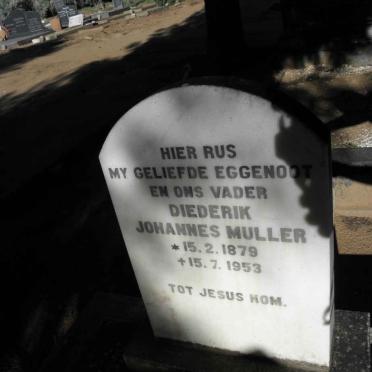 HIER RUS
MY GELIEFDE EGGENOOT
EN ONS VADER
DIEDERIK
JOHANNES MULLER
* 15.2.1879
† 15.7.1953
TOT JESUS KOM.